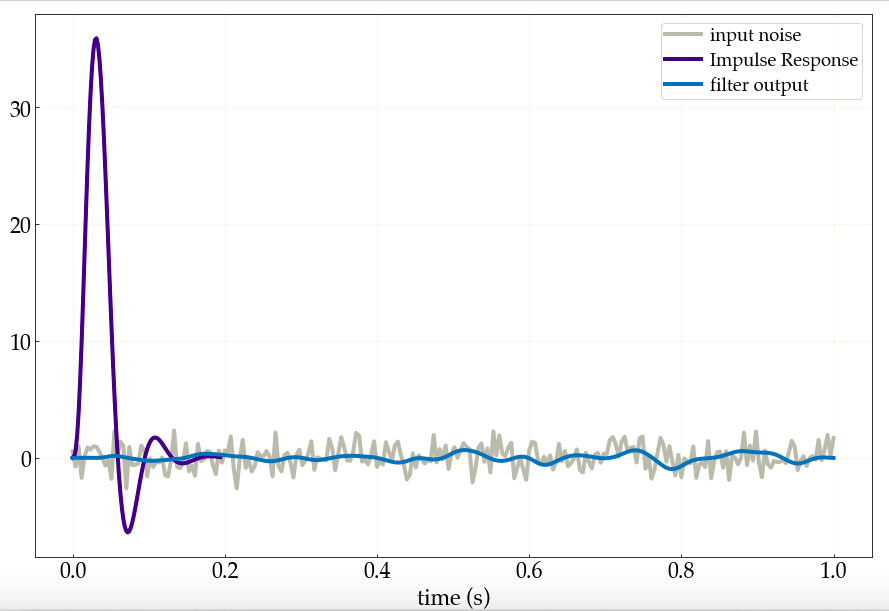 input noise
Impulse Response
filter output
30
20
10
0
0.0 0.2 0.4 0.6 0.8 1.0
time (s)